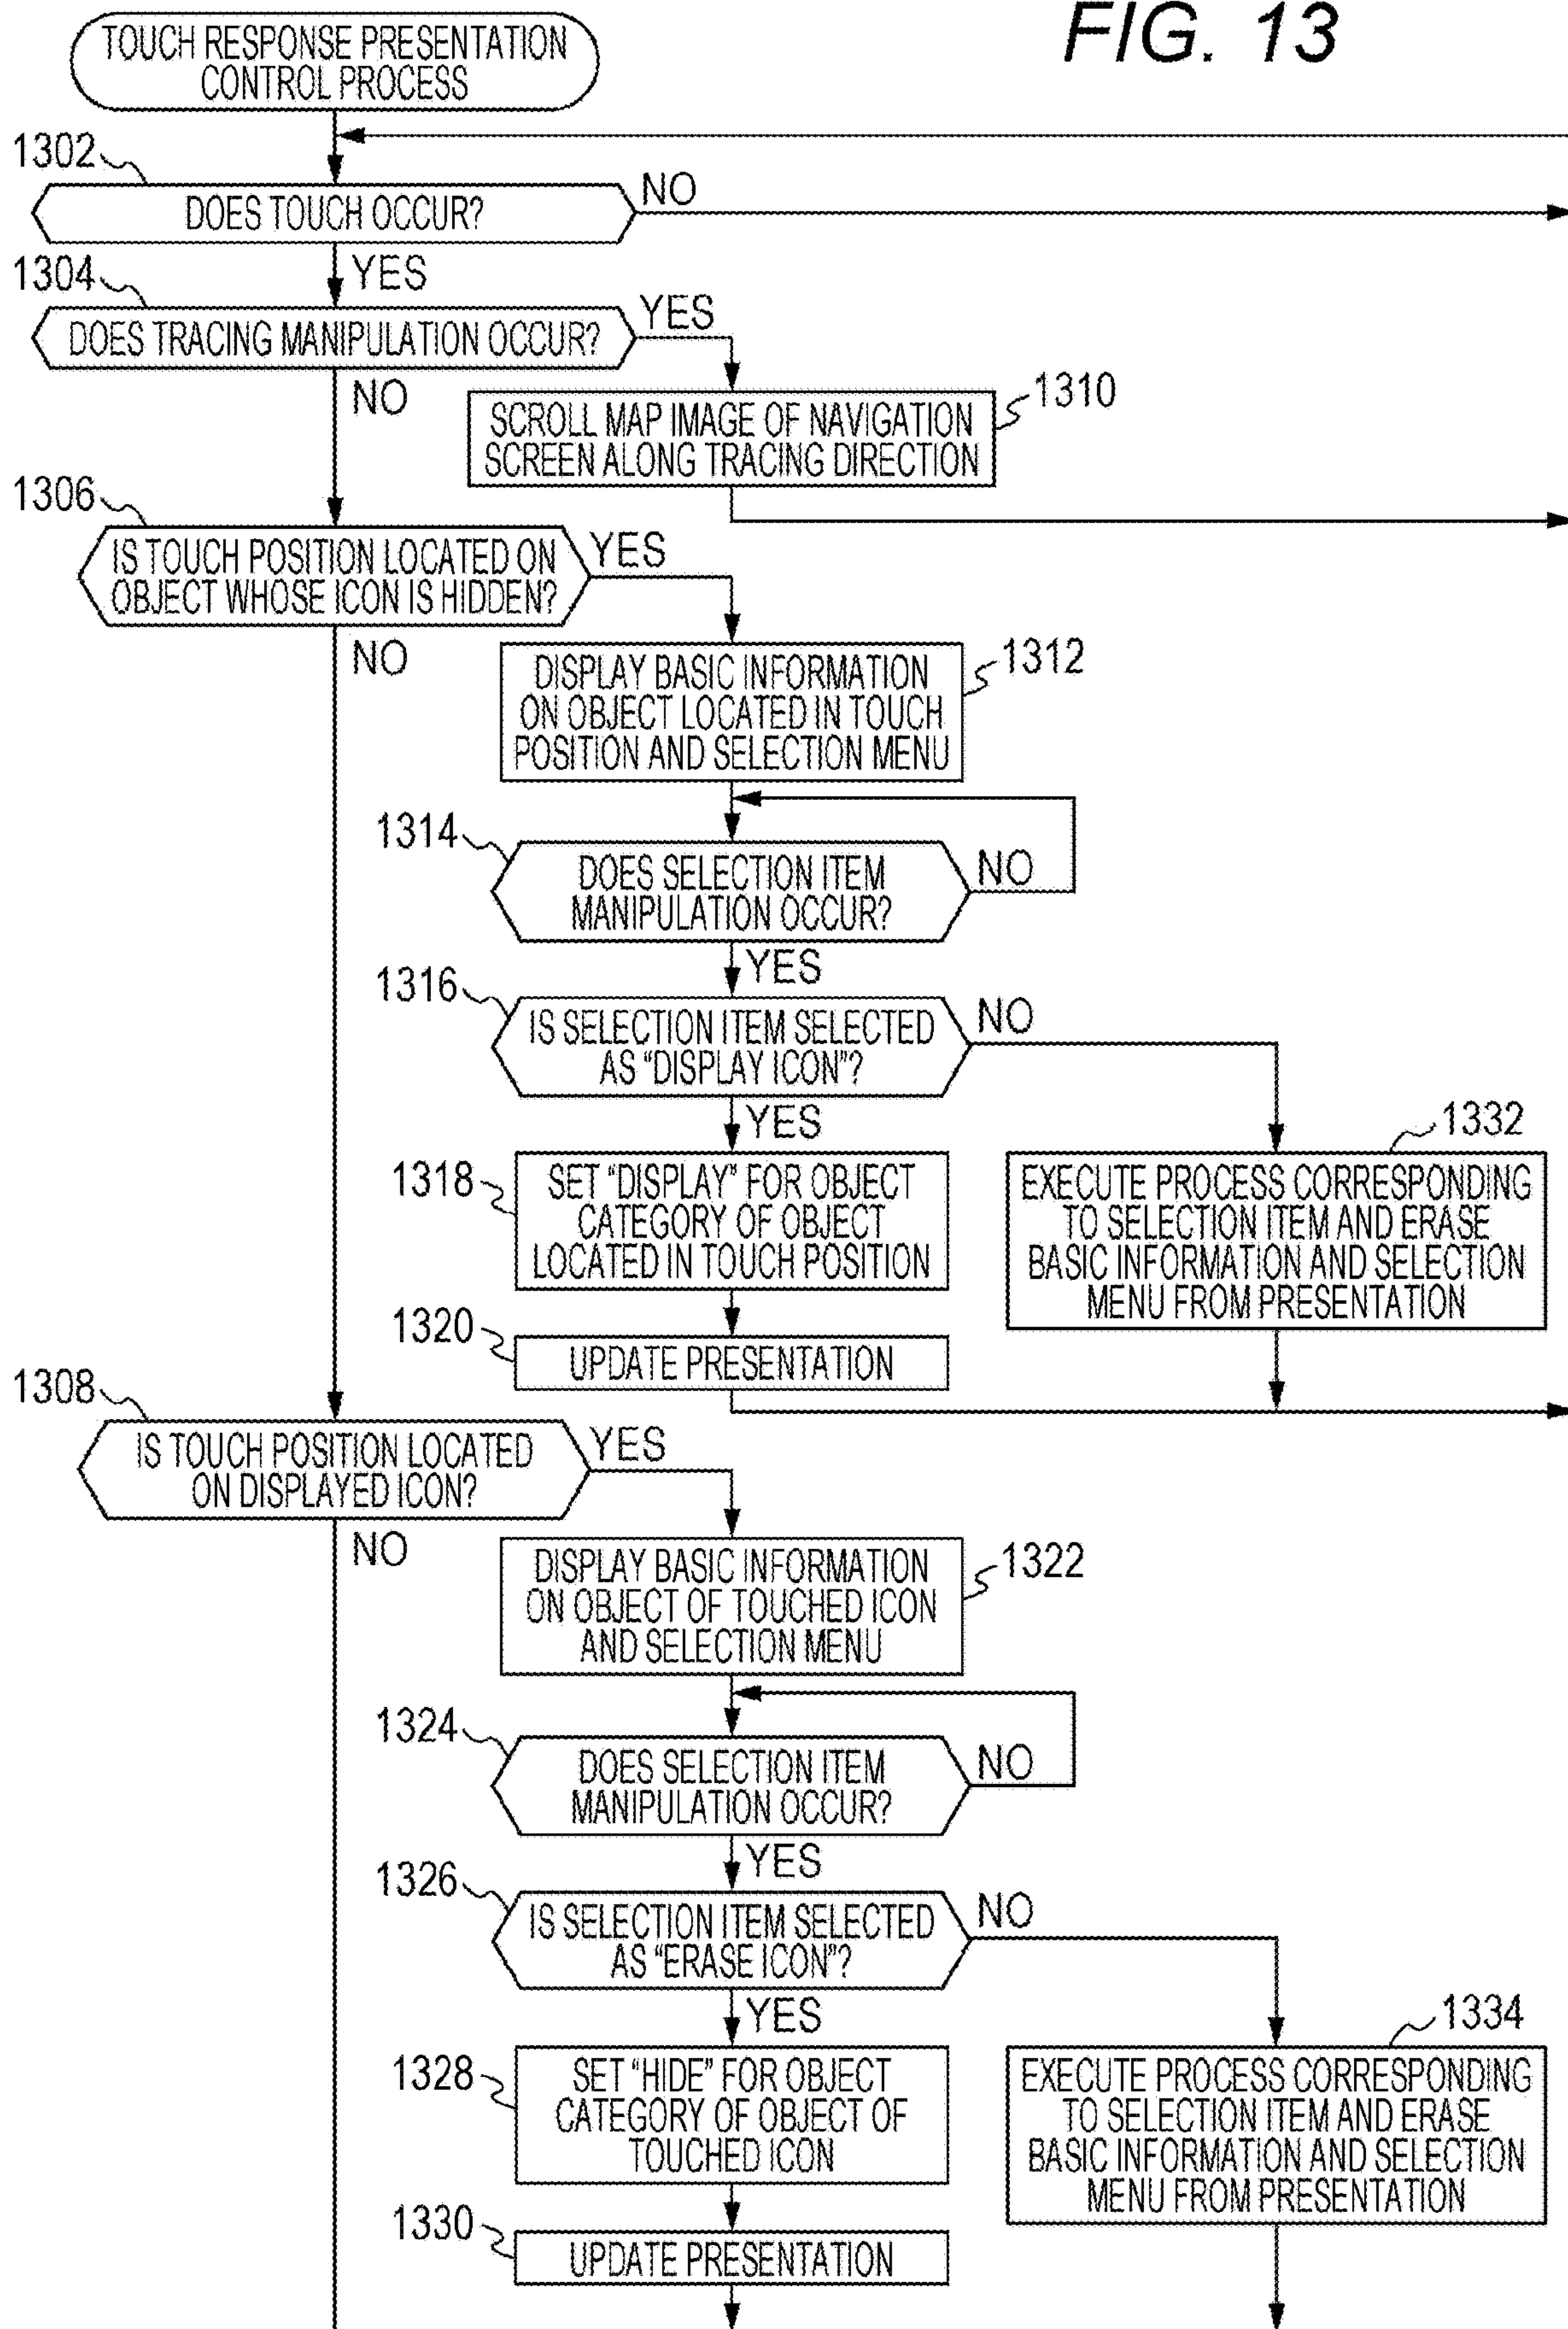 FIG. 13
TOUCH RESPONSE PRESENTATION
CONTROL PROCESS
1302
DOES TOUCH OCCUR?
NO
YES
1304
DOES TRACING MANIPULATION OCCUR?
YES
NO
SCROLL MAP IMAGE OF NAVIGATION
SCREEN ALONG TRACING DIRECTION
1310
1306
IS TOUCH POSITION LOCATED ON
OBJECT WHOSE ICON IS HIDDEN?
YES
NO
DISPLAY BASIC INFORMATION
ON OBJECT LOCATED IN TOUCH
POSITION AND SELECTION MENU
1312
1314
DOES SELECTION ITEM
MANIPULATION OCCUR?
NO
YES
1316
IS SELECTION ITEM SELECTED
AS "DISPLAY ICON"?
NO
YES
1318
SET "DISPLAY" FOR OBJECT
CATEGORY OF OBJECT
LOCATED IN TOUCH POSITION
1332
EXECUTE PROCESS CORRESPONDING
TO SELECTION ITEM AND ERASE
BASIC INFORMATION AND SELECTION
MENU FROM PRESENTATION
1320
UPDATE PRESENTATION
1308
IS TOUCH POSITION LOCATED
ON DISPLAYED ICON?
YES
NO
DISPLAY BASIC INFORMATION
ON OBJECT OF TOUCHED ICON
AND SELECTION MENU
1322
1324
DOES SELECTION ITEM
MANIPULATION OCCUR?
NO
YES
1326
IS SELECTION ITEM SELECTED
AS "ERASE ICON"?
NO
YES
1328
SET "HIDE" FOR OBJECT
CATEGORY OF OBJECT OF
TOUCHED ICON
1334
EXECUTE PROCESS CORRESPONDING
TO SELECTION ITEM AND ERASE
BASIC INFORMATION AND SELECTION
MENU FROM PRESENTATION
1330
UPDATE PRESENTATION